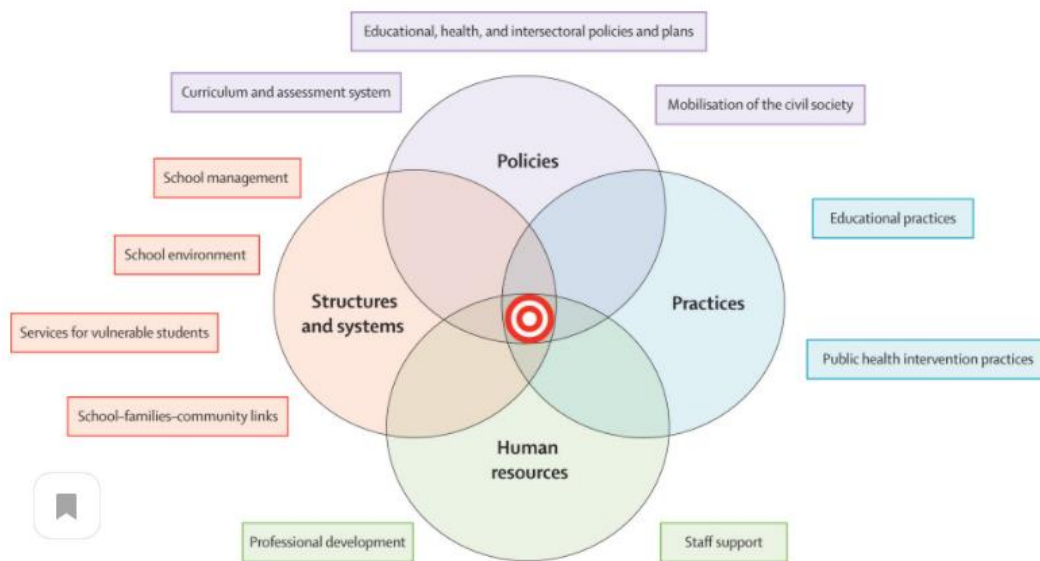 Educational, health, and intersectoral policies and plans
Curriculum and assessment system
Mobilisation of the civil society
Policies
School management
Educational practices
School environment
Structures
and systems
Practices
Services for vulnerable students
Public health intervention practices
School–families–community links
Human
resources
Professional development
Staff support